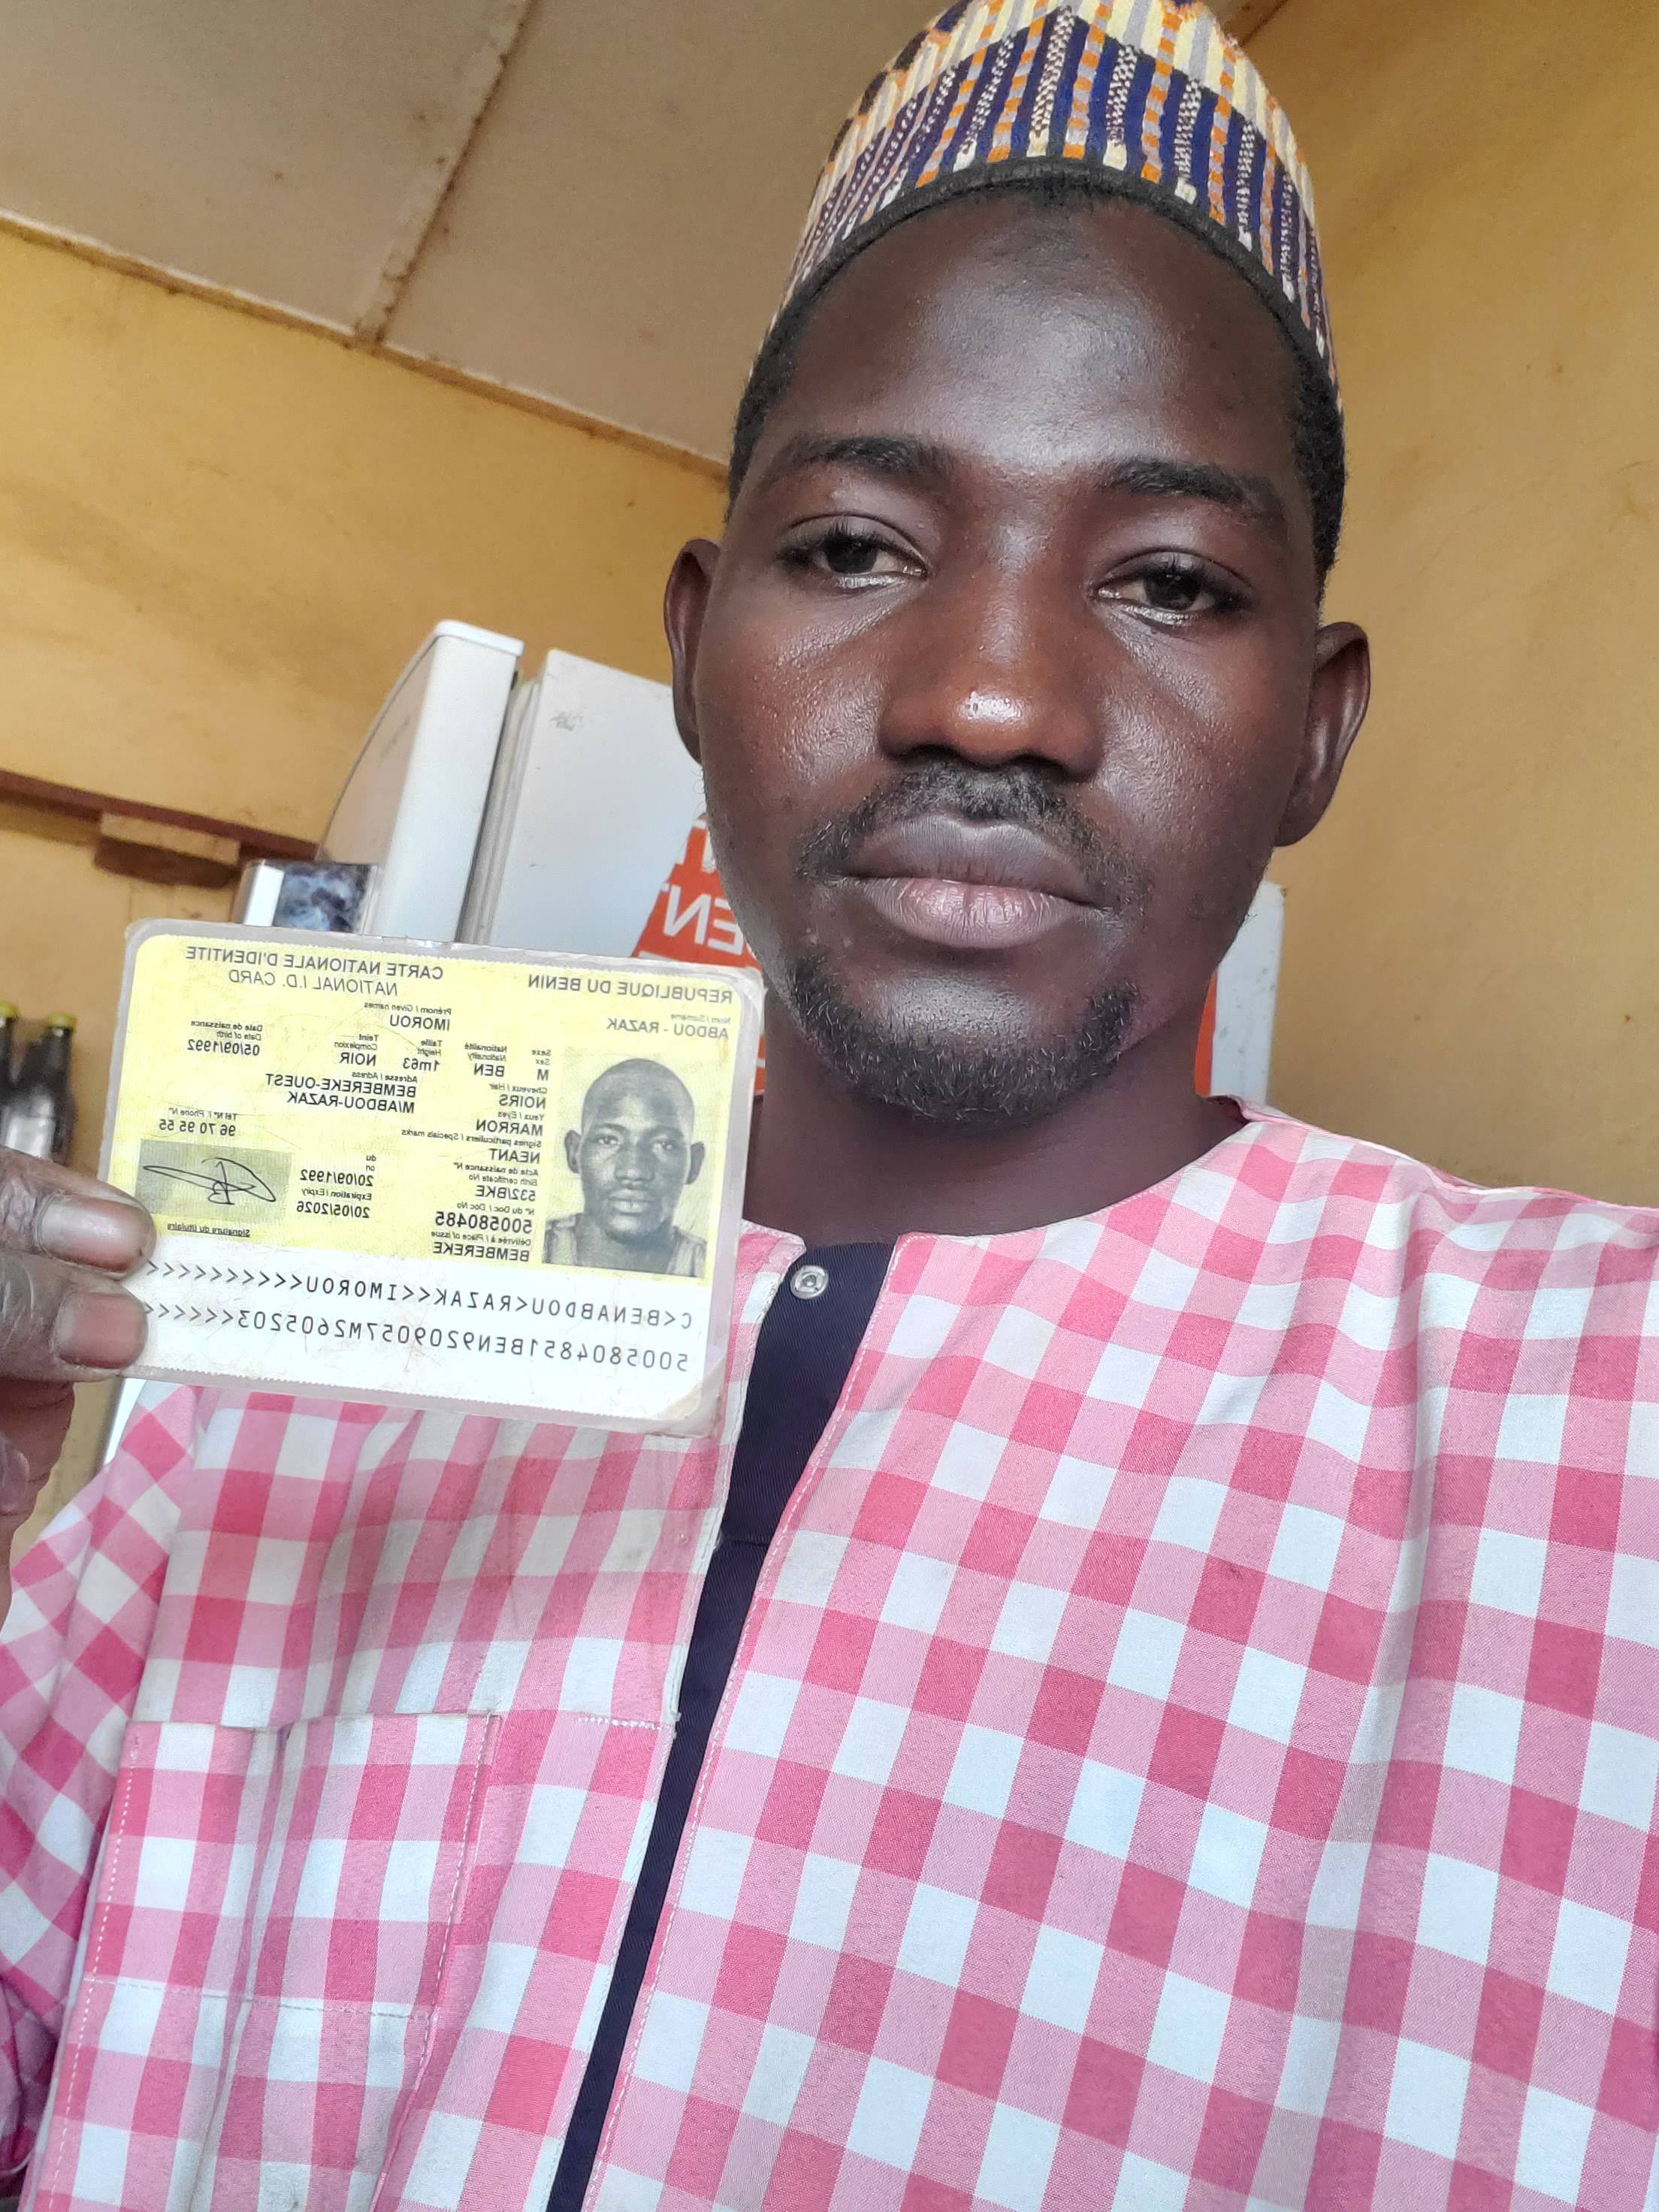 REPUBLIQUE DU BENIN
CARTE NATIONALE D'IDENTITE
NATIONAL I.D. CARD
Nom / Surname
ABDOU - RAZAK
Prénom / Given names
IMOROU
Sexe
Sex
M
Nationalité
Nationality
BEN
Taille
Height
1m63
Teint
Complexion
NOIR
Date de naissance
Date of birth
05/09/1992
Cheveux / Hair
NOIRS
Adresse / Adress
BEMBEREKE-OUEST
M/ABDOU-RAZAK
Yeux / Eyes
MARRON
Signes particuliers / Specials marks
NEANT
Tél N° / Phone N°
96 70 95 55
Acte de naissance N°
Birth certificate No
532/BKE
du
on
20/09/1992
N° du Doc / Doc No
500580485
Expiration / Expiry
20/05/2026
Délivrée à / Place of issue
BEMBEREKE
Signature du titulaire
C<BENABDOU<RAZAK<<IMOROU<<<<<<<<<<
5005804851BEN9209057M2605203<<<<<<